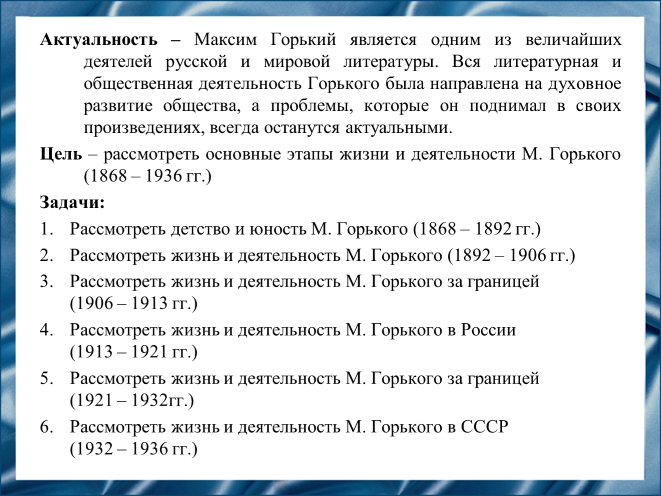 Актуальность – Максим Горький является одним из величайших
деятелей русской и мировой литературы. Вся литературная и
общественная деятельность Горького была направлена на духовное
развитие общества, а проблемы, которые он поднимал в своих
произведениях, всегда останутся актуальными.
Цель – рассмотреть основные этапы жизни и деятельности М. Горького
(1868 – 1936 гг.)
Задачи:
1. Рассмотреть детство и юность М. Горького (1868 – 1892 гг.)
2. Рассмотреть жизнь и деятельность М. Горького (1892 – 1906 гг.)
3. Рассмотреть жизнь и деятельность М. Горького за границей
(1906 – 1913 гг.)
4. Рассмотреть жизнь и деятельность М. Горького в России
(1913 – 1921 гг.)
5. Рассмотреть жизнь и деятельность М. Горького за границей
(1921 – 1932гг.)
6. Рассмотреть жизнь и деятельность М. Горького в СССР
(1932 – 1936 гг.)